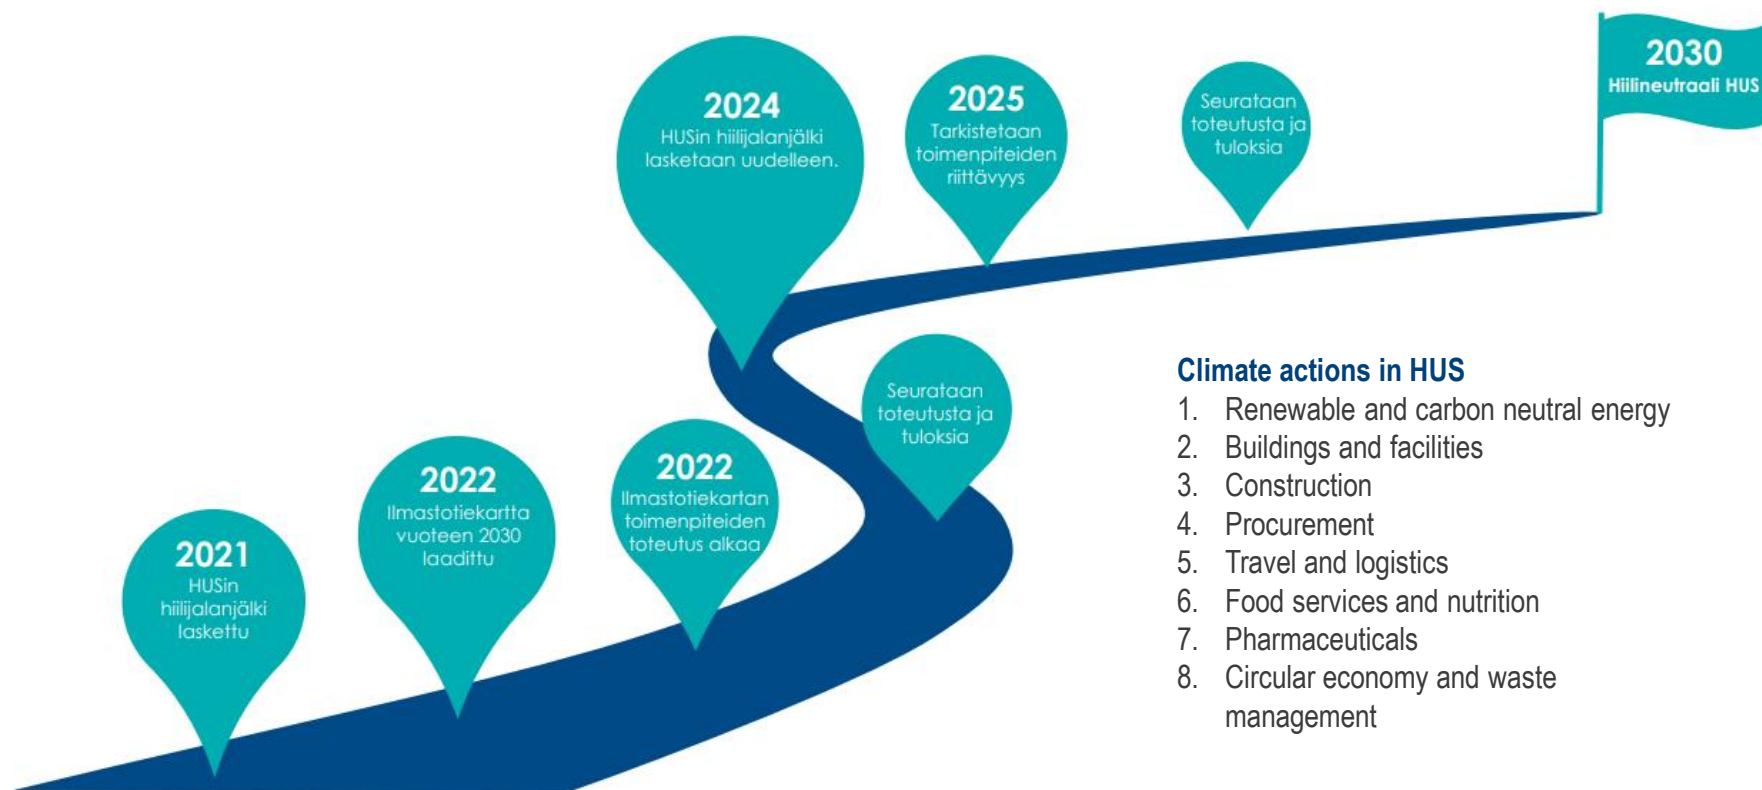 2021
HUSin
hiilijalanjälki
laskettu
2022
Ilmastotiekartta
vuoteen 2030
laadittu
2022
Ilmastotiekartan
toimenpiteiden
toteutus alkaa
Seurataan
toteutusta ja
tuloksia
2024
HUSin hiilijalanjälki
lasketaan uudelleen.
2025
Tarkistetaan
toimenpiteiden
riittävyys
Seurataan
toteutusta ja
tuloksia
2030
Hiilineutraali HUS
Climate actions in HUS
1. Renewable and carbon neutral energy
2. Buildings and facilities
3. Construction
4. Procurement
5. Travel and logistics
6. Food services and nutrition
7. Pharmaceuticals
8. Circular economy and waste
management